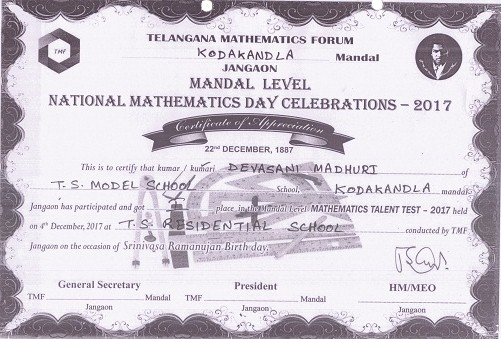 TMF
TELANGANA MATHEMATICS FORUM
KODAKANDLA Mandal
JANGAON
MANDAL LEVEL
NATIONAL MATHEMATICS DAY CELEBRATIONS – 2017
Certificate of Appreciation
22ND DECEMBER, 1887
This is to certify that kumar / kumari DEVASANI MADHURI of
T.S. MODEL SCHOOL School, KODAKANDLA mandal
Jangaon has participated and got place in the Mandal Level MATHEMATICS TALENT TEST – 2017 held
on 4th December, 2017 at T.S RESIDENTIAL SCHOOL conducted by TMF
Jangaon on the occasion of Srinivasa Ramanujan Birth day.
General Secretary President HM/MEO
TMF Mandal TMF Mandal
Jangaon Jangaon Jangaon